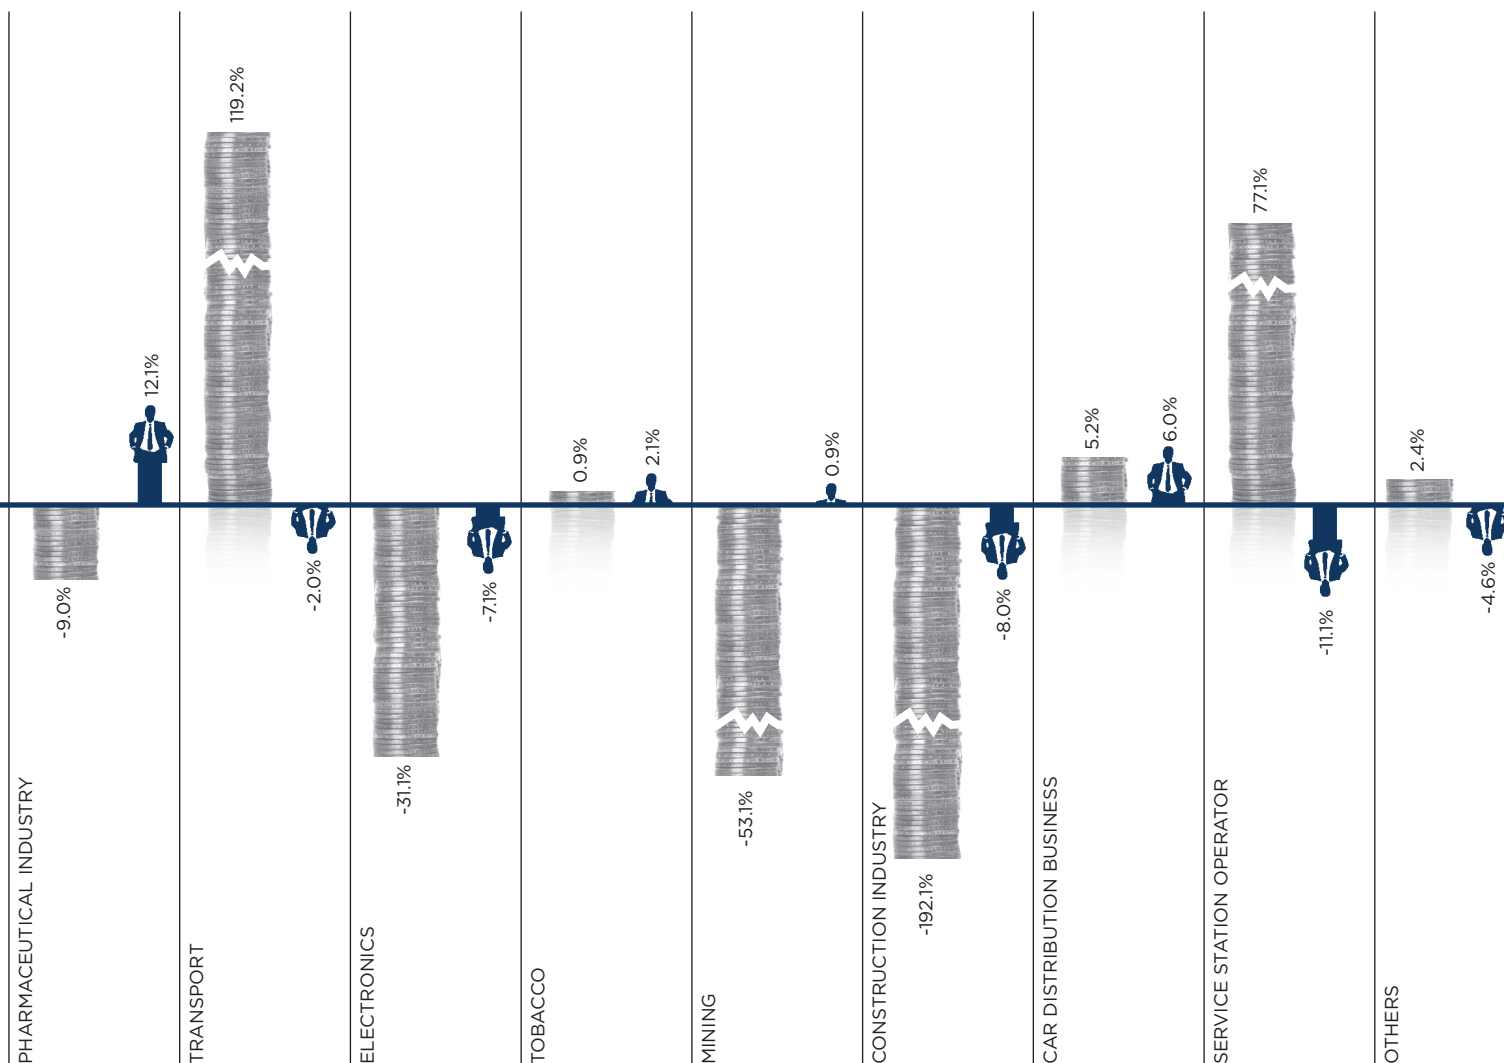 PHARMACEUTICAL INDUSTRY
-9.0%
12.1%
TRANSPORT
119.2%
-2.0%
ELECTRONICS
-31.1%
-7.1%
TOBACCO
0.9%
2.1%
MINING
-53.1%
0.9%
CONSTRUCTION INDUSTRY
-192.1%
-8.0%
CAR DISTRIBUTION BUSINESS
5.2%
6.0%
SERVICE STATION OPERATOR
77.1%
-11.1%
OTHERS
2.4%
-4.6%